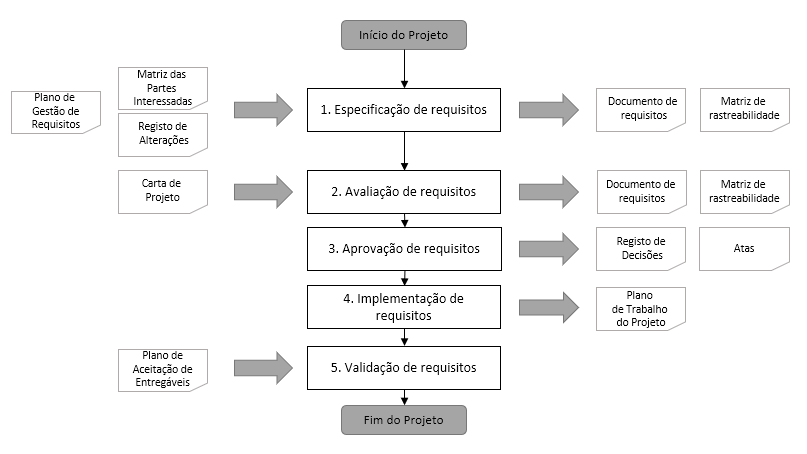 Início do Projeto
Plano de
Gestão de
Requisitos
Matriz das
Partes
Interessadas
Registo de
Alterações
1. Especificação de requisitos
Documento de
requisitos
Matriz de
rastreabilidade
Carta de
Projeto
2. Avaliação de requisitos
Documento de
requisitos
Matriz de
rastreabilidade
3. Aprovação de requisitos
Registo de
Decisões
Atas
4. Implementação de
requisitos
Plano
de Trabalho
do Projeto
Plano de
Aceitação de
Entregáveis
5. Validação de requisitos
Fim do Projeto